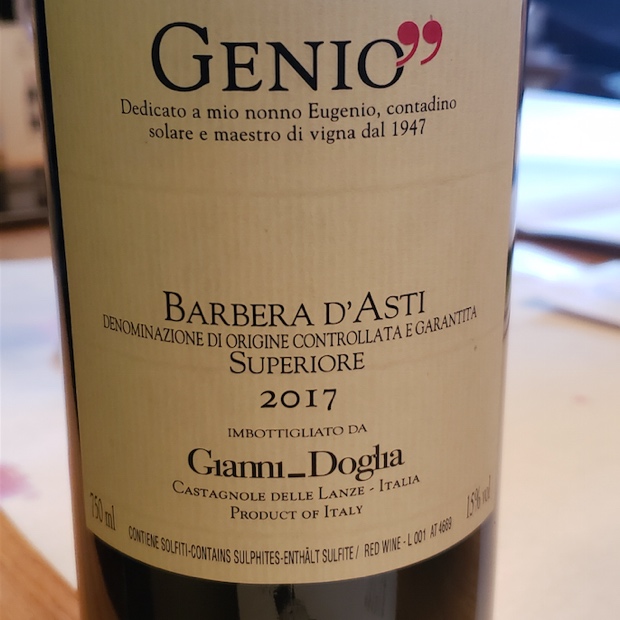 GENIO”
Dedicato a mio nonno Eugenio, contadino
solare e maestro di vigna dal 1947
BARBERA D'ASTI
DENOMINAZIONE DI ORIGINE CONTROLLATA E GARANTITA
SUPERIORE
2017
IMBOTTIGLIATO DA
Gianni_Doglia
CASTAGNOLE DELLE LANZE - ITALIA
PRODUCT OF ITALY
750 ml
15% vol
CONTIENE SOLFITI-CONTAINS SULPHITES-ENTHÄLT SULFITE / RED WINE - L 001 AT 4669